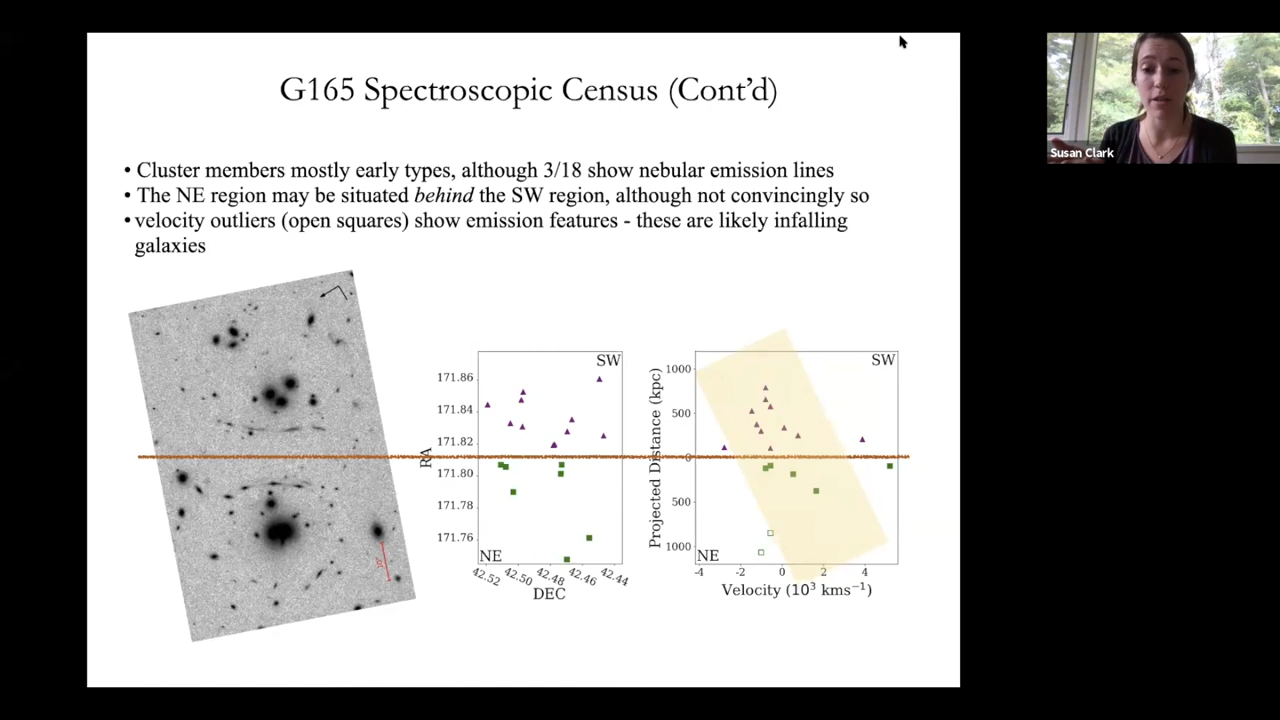 G165 Spectroscopic Census (Cont'd)
• Cluster members mostly early types, although 3/18 show nebular emission lines
• The NE region may be situated behind the SW region, although not convincingly so
• velocity outliers (open squares) show emission features - these are likely infalling
galaxies
Susan Clark
SW
171.86
171.84
171.82
171.80
171.78
171.76
RA
NE
42.52
42.50
42.48
42.46
42.44
DEC
SW
1000
500
0
500
1000
Projected Distance (kpc)
NE
-4
-2
0
2
4
Velocity (10³ kms⁻¹)